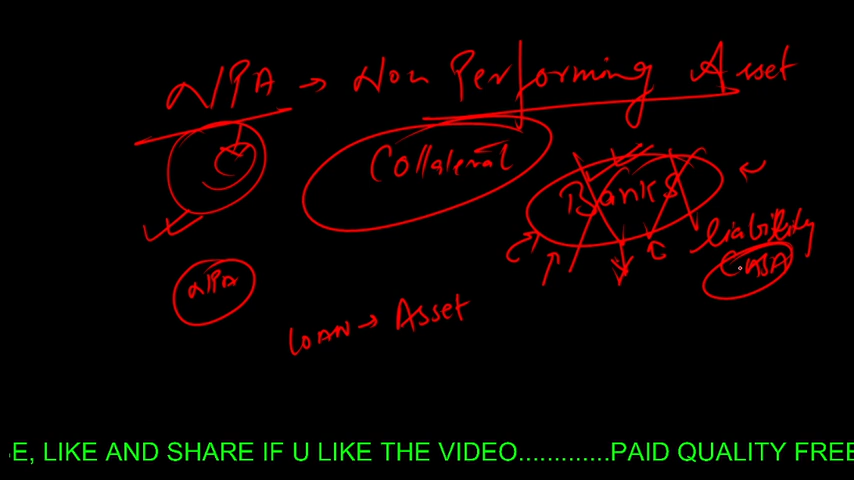 NPA → Non Performing Asset
Collateral
Banks
liability
CASA
NPA
LOAN → Asset
E, LIKE AND SHARE IF U LIKE THE VIDEO.............PAID QUALITY FREE